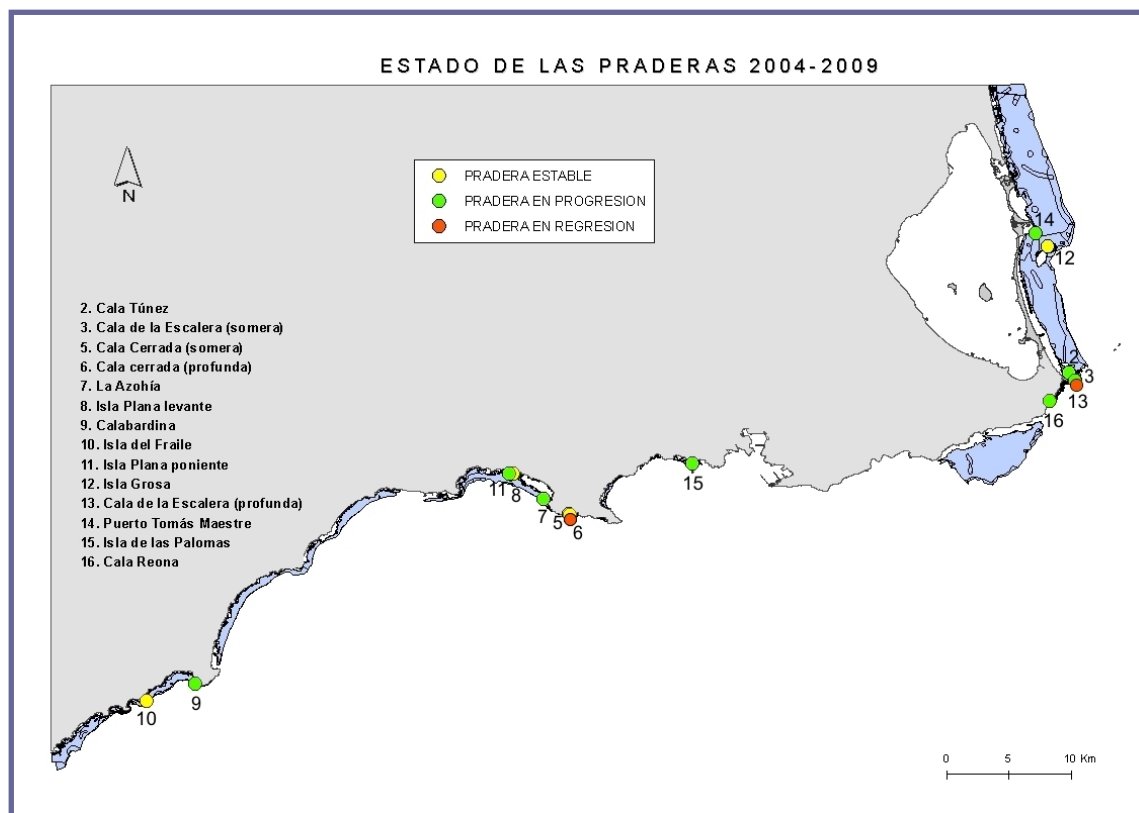 ESTADO DE LAS PRADERAS 2004-2009
N
PRADERA ESTABLE
PRADERA EN PROGRESION
PRADERA EN REGRESION
14
12
2. Cala Túnez
3. Cala de la Escalera (somera)
5. Cala Cerrada (somera)
6. Cala cerrada (profunda)
7. La Azohía
8. Isla Plana levante
9. Calabardina
10. Isla del Fraile
11. Isla Plana poniente
12. Isla Grosa
13. Cala de la Escalera (profunda)
14. Puerto Tomás Maestre
15. Isla de las Palomas
16. Cala Reona
2
3
13
16
15
11
8
7
5
6
9
10
0 5 10 Km